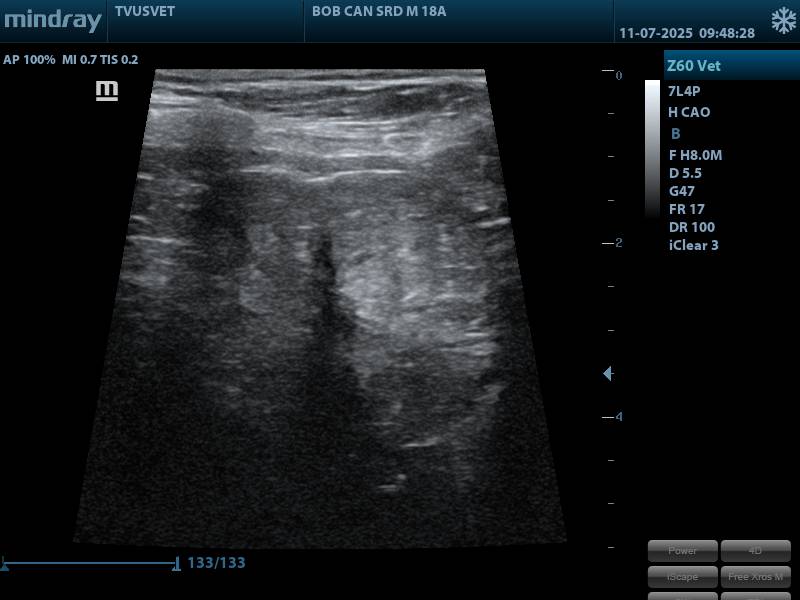 mindray
TVUSVET
BOB CAN SRD M 18A
11-07-2025 09:48:28
AP 100% MI 0.7 TIS 0.2
m
Z60 Vet
7L4P
H CAO
B
F H8.0M
D 5.5
G47
FR 17
DR 100
iClear 3
0
2
4
133/133
Power
4D
iScape
Free Xros M